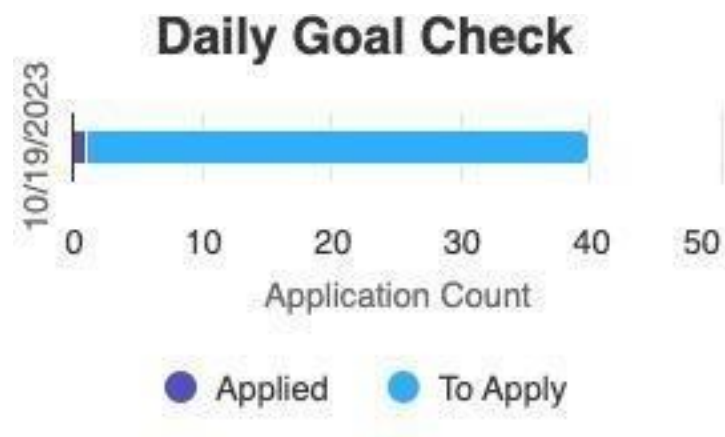 Daily Goal Check
10/19/2023
0 10 20 30 40 50
Application Count
Applied To Apply